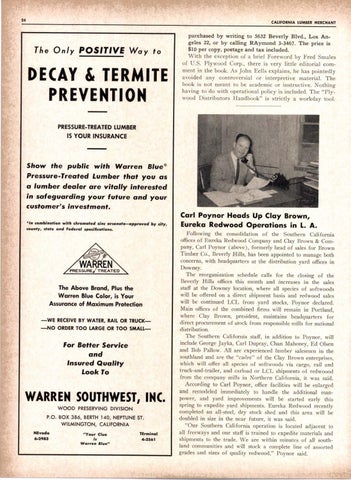 54
CALIFORNIA LUMBER MERCHANT
The Only POSITIVE Way to
DECAY & TERMITE
PREVENTION
PRESSURE-TREATED LUMBER
IS YOUR INSURANCE
Show the public with Warren Blue*
Pressure-Treated Lumber that you as
a lumber dealer are vitally interested
in safeguarding your future and your
customer's investment.
*In combination with chromated zinc arsenate—approved by city,
county, state and Federal specifications.
WARREN
PRESSURE TREATED
The Above Brand, Plus the
Warren Blue Color, is Your
Assurance of Maximum Protection
—WE RECEIVE BY WATER, RAIL OR TRUCK—
—NO ORDER TOO LARGE OR TOO SMALL—
For Better Service
and
Insured Quality
Look To
WARREN SOUTHWEST, INC.
WOOD PRESERVING DIVISION
P.O. BOX 386, BERTH 140, NEPTUNE ST.
WILMINGTON, CALIFORNIA
NEvada
6-2983
"Your Clue
is
Warren Blue"
Terminal
4-2561
purchased by writing to 3632 Beverly Blvd., Los An-
geles 22, or by calling RAymond 3-3407. The price is
$10 per copy, postage and tax included.
With the exception of a brief Foreword by Fred Smales
of U.S. Plywood Corp., there is very little editorial com-
ment in the book. As John Eells explains, he has pointedly
avoided any controversial or interpretive material. The
book is not meant to be academic or instructive. Nothing
having to do with operational policy is included. The "Ply-
wood Distributors Handbook" is strictly a workday tool.
Carl Poynor Heads Up Clay Brown,
Eureka Redwood Operations in L. A.
Following the consolidation of the Southern California
offices of Eureka Redwood Company and Clay Brown & Com-
pany, Carl Poynor (above), formerly head of sales for Brown
Timber Co., Beverly Hills, has been appointed to manage both
concerns, with headquarters at the distribution yard offices in
Downey.
The reorganization schedule calls for the closing of the
Beverly Hills offices this month and increases in the sales
staff at the Downey location, where all species of softwoods
will be offered on a direct shipment basis and redwood sales
will be continued LCL from yard stocks, Poynor declared.
Main offices of the combined firms will remain in Portland,
where Clay Brown, president, maintains headquarters for
direct procurement of stock from responsible mills for national
distribution.
The Southern California staff, in addition to Poynor, will
include George Jayka, Carl Dupray, Chun Mahoney, Ed Olsen
and Bob Pallow. All are experienced lumber salesmen in the
southland and are the "sales" of the Clay Brown enterprises,
which will offer all species of softwoods via cargo, rail and
truck-and-trailer, and carload or LCL shipments of redwood
from the company mills in Northern California, it was said.
According to Carl Poynor, office facilities will be enlarged
and remodeled immediately to handle the additional man-
power, and yard improvements will be started early this
spring to expedite yard shipments. Eureka Redwood recently
completed an all-steel, dry stock shed and this area will be
doubled in size in the near future, it was said.
"Our Southern California operation is located adjacent to
all freeways and our staff is trained to expedite materials and
shipments to the trade. We are within minutes of all south-
land communities and will stock a complete line of assorted
grades and sizes of quality redwood," Poynor said.